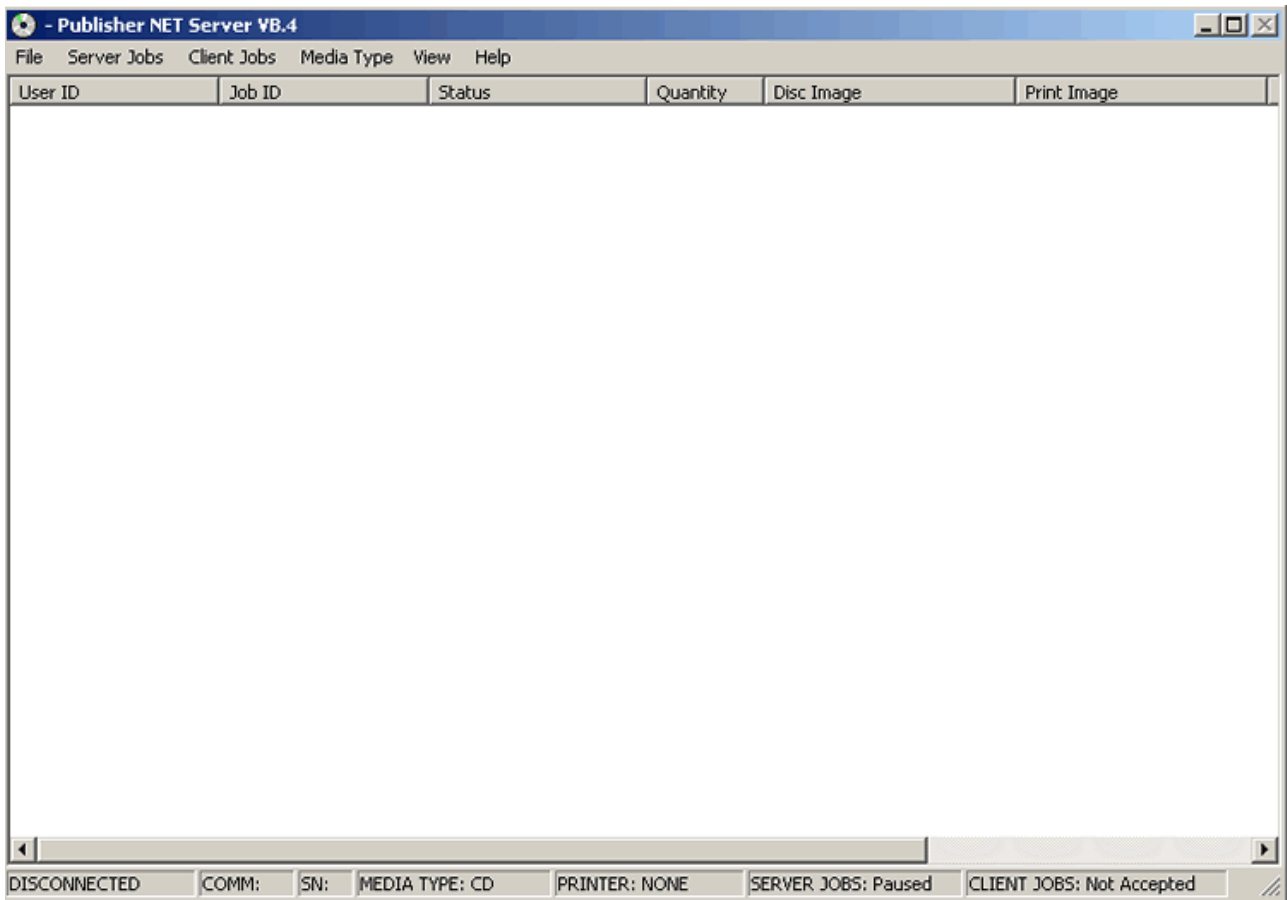 - Publisher NET Server V8.4
File Server Jobs Client Jobs Media Type View Help
User ID Job ID Status Quantity Disc Image Print Image
DISCONNECTED COMM: SN: MEDIA TYPE: CD PRINTER: NONE SERVER JOBS: Paused CLIENT JOBS: Not Accepted